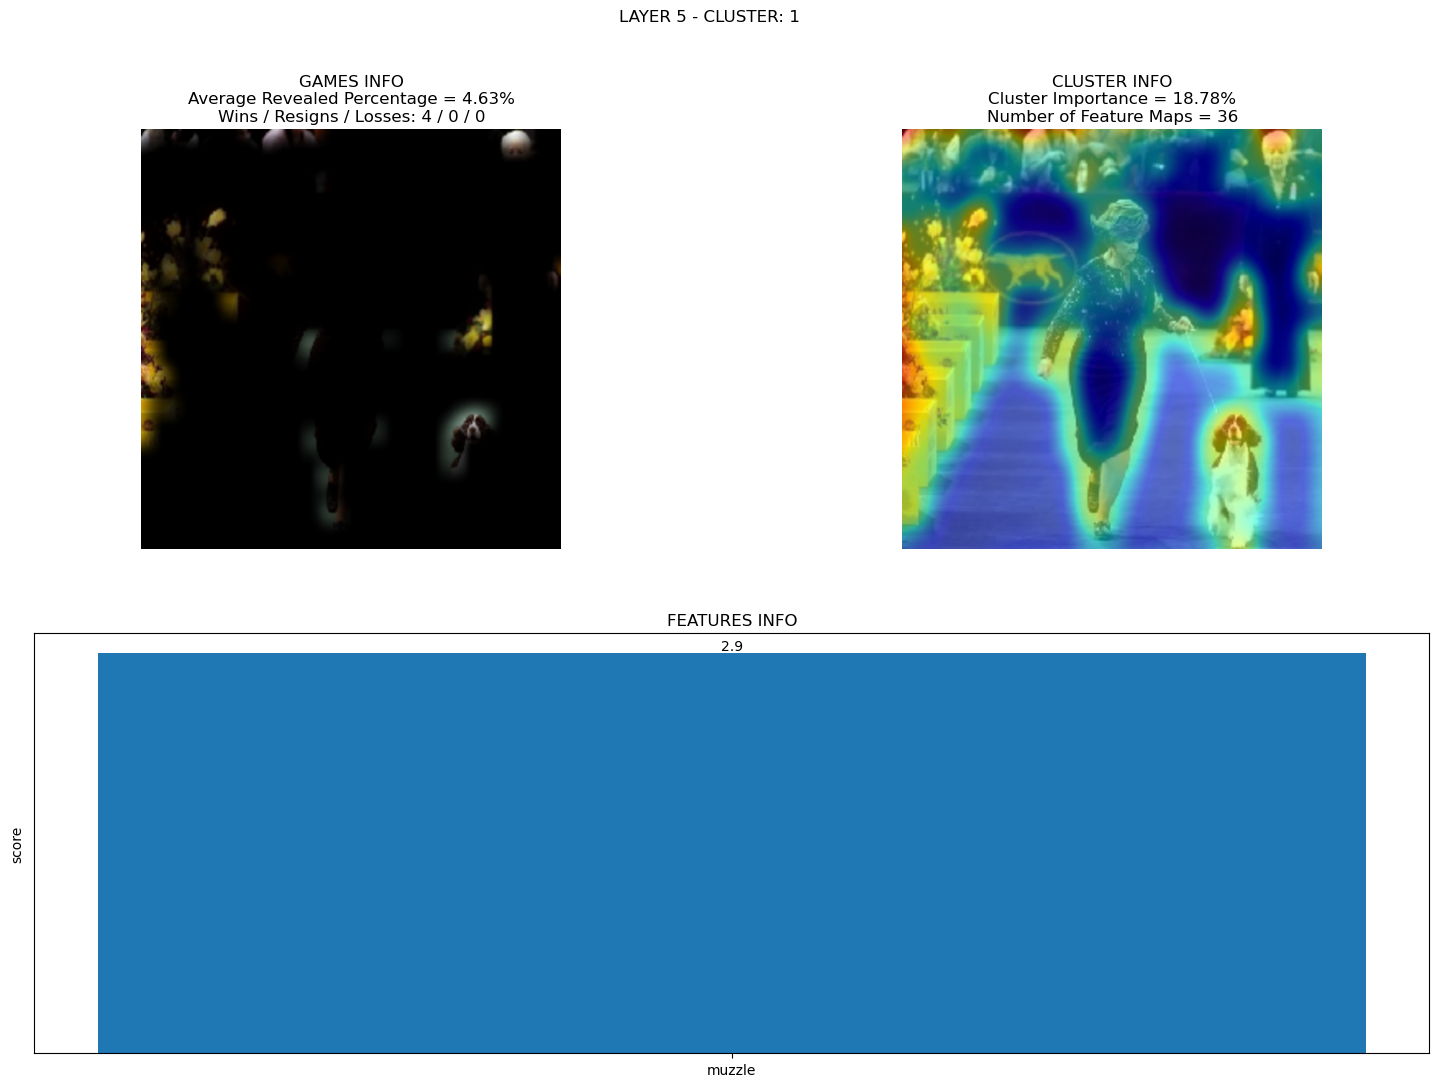 LAYER 5 - CLUSTER: 1
GAMES INFO
Average Revealed Percentage = 4.63%
Wins / Resigns / Losses: 4 / 0 / 0
CLUSTER INFO
Cluster Importance = 18.78%
Number of Feature Maps = 36
FEATURES INFO
2.9
score
muzzle